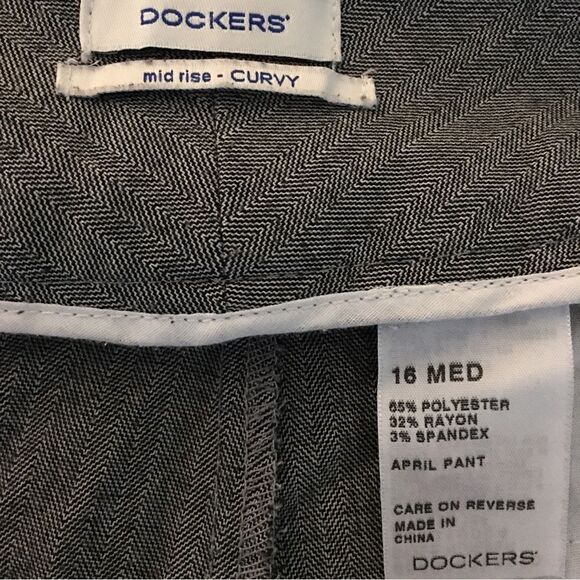 DOCKERS®
mid rise - CURVY
16 MED
65% POLYESTER
32% RAYON
3% SPANDEX
APRIL PANT
CARE ON REVERSE
MADE IN
CHINA
DOCKERS